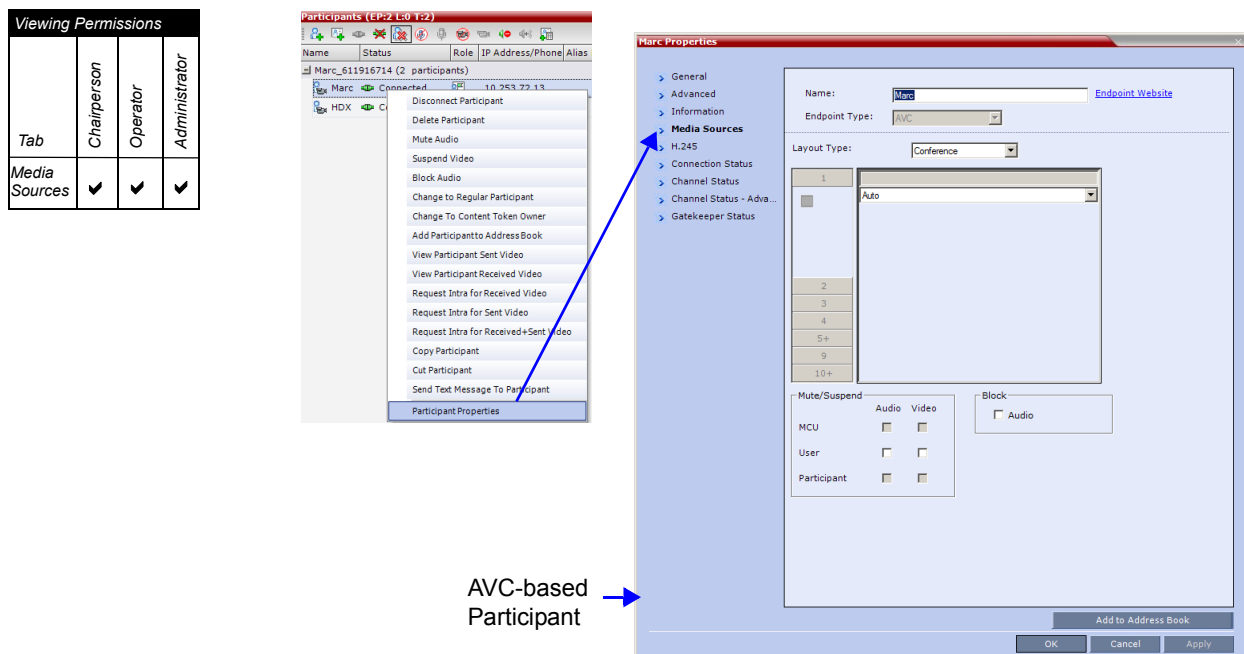 Viewing Permissions
Tab
Chairperson
Operator
Administrator
Media
Sources
Participants (EP:2 L:0 T:2)
Name Status Role IP Address/Phone Alias
Marc_611916714 (2 participants)
Marc Connected 10.253.72.13
HDX
Disconnect Participant
Delete Participant
Mute Audio
Suspend Video
Block Audio
Change to Regular Participant
Change To Content Token Owner
Add Participantto AddressBook
View Participant Sent Video
View Participant Received Video
Request Intra for Received Video
Request Intra for Sent Video
Request Intra for Received+Sent Video
Copy Participant
Cut Participant
Send Text Message To Participant
Participant Properties
Marc Properties
General
Advanced
Information
Media Sources
H.245
Connection Status
Channel Status
Channel Status - Adva...
Gatekeeper Status
Name: Marc Endpoint Website
Endpoint Type: AVC
Layout Type: Conference
1
Auto
2
3
4
5+
9
10+
Mute/Suspend
Audio Video
MCU
User
Participant
Block
Audio
AVC-based
Participant
Add to Address Book
OK Cancel Apply